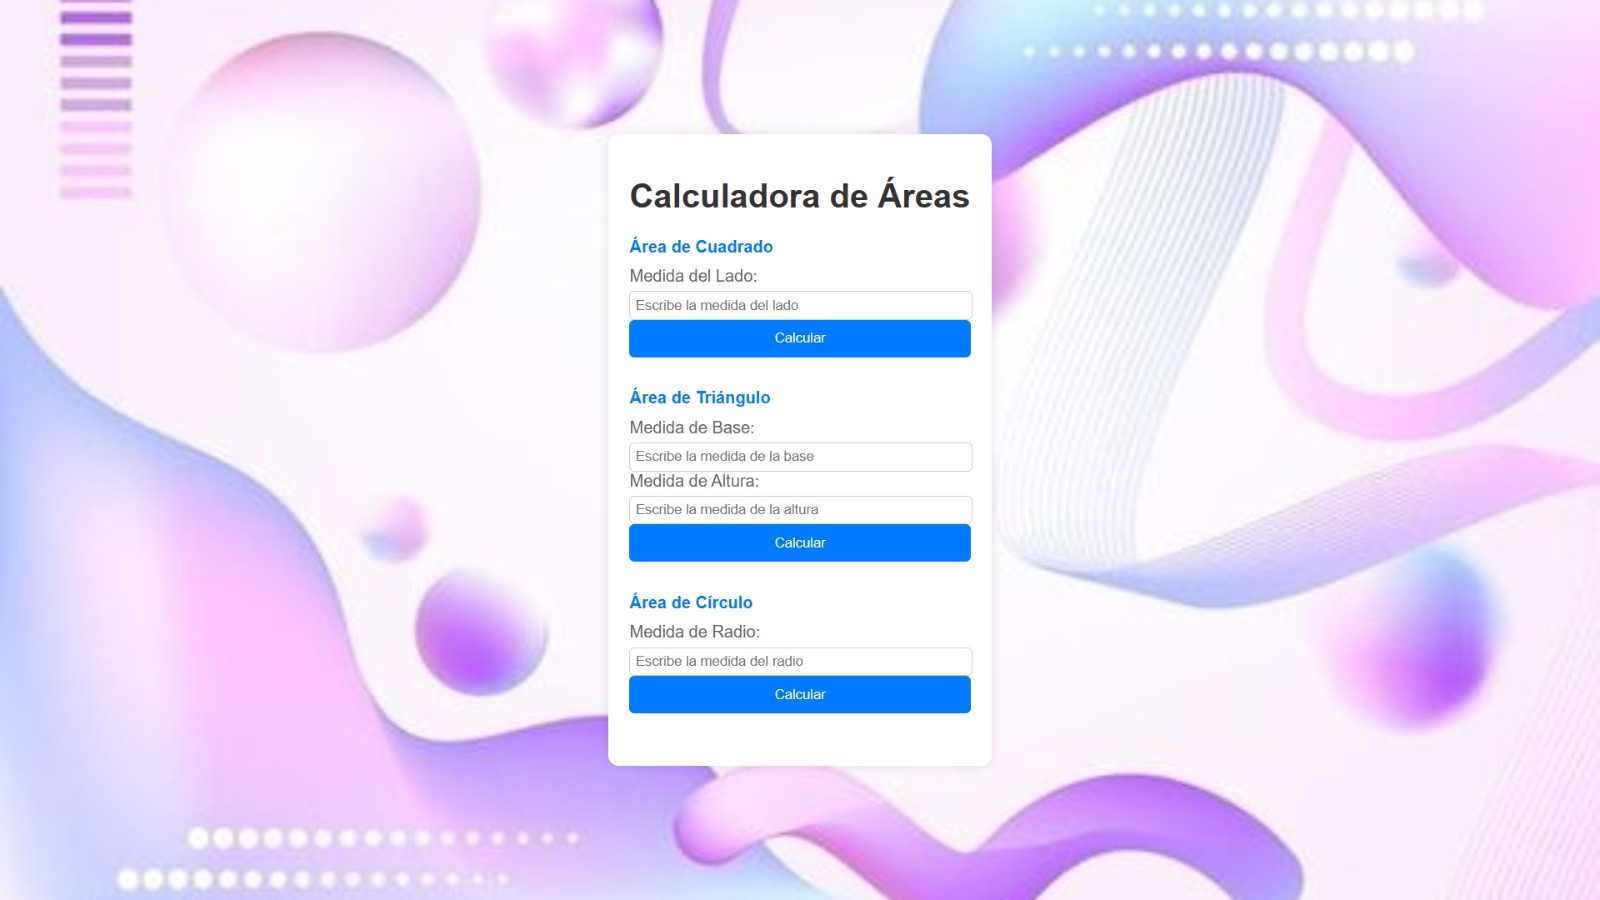 Calculadora de Áreas
Área de Cuadrado
Medida del Lado:
Escribe la medida del lado
Calcular
Área de Triángulo
Medida de Base:
Escribe la medida de la base
Medida de Altura:
Escribe la medida de la altura
Calcular
Área de Círculo
Medida de Radio:
Escribe la medida del radio
Calcular